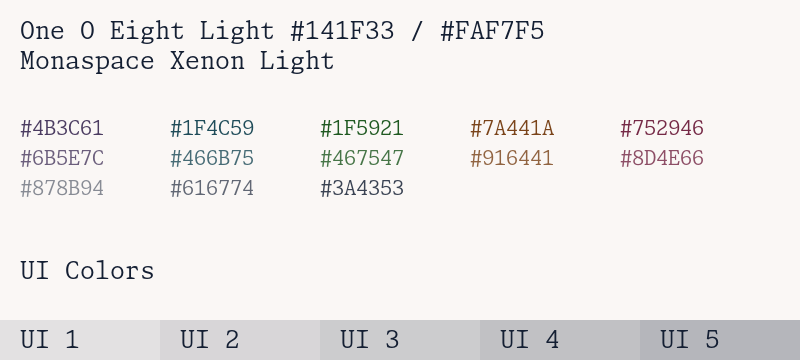 One O Eight Light #141F33 / #FAF7F5
Monaspace Xenon Light
#4B3C61 #1F4C59 #1F5921 #7A441A #752946
#6B5E7C #466B75 #467547 #916441 #8D4E66
#878B94 #616774 #3A4353
UI Colors
UI 1 UI 2 UI 3 UI 4 UI 5